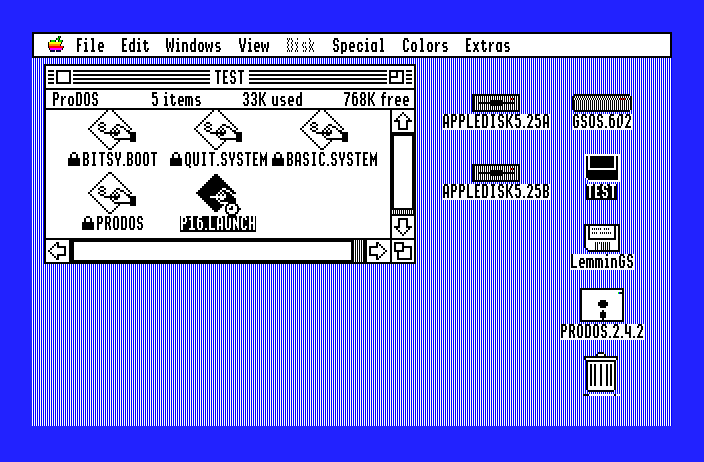 File Edit Windows View Disk Special Colors Extras
TEST
ProDOS 5 items 33K used 768K free
BITSY.BOOT QUIT.SYSTEM BASIC.SYSTEM
PRODOS P16.LAUNCH
APPLEDISK5.25A GSOS.602
APPLEDISK5.25B TEST
LemminGS
PRODOS.2.4.2